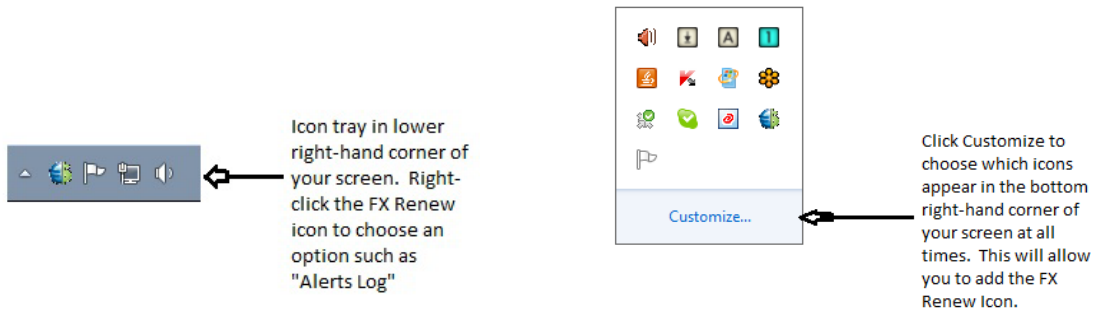 Icon tray in lower
right-hand corner of
your screen.  Right-
click the FX Renew
icon to choose an
option such as
"Alerts Log"
A
1
Customize...
Click Customize to
choose which icons
appear in the bottom
right-hand corner of
your screen at all
times.  This will allow
you to add the FX
Renew Icon.